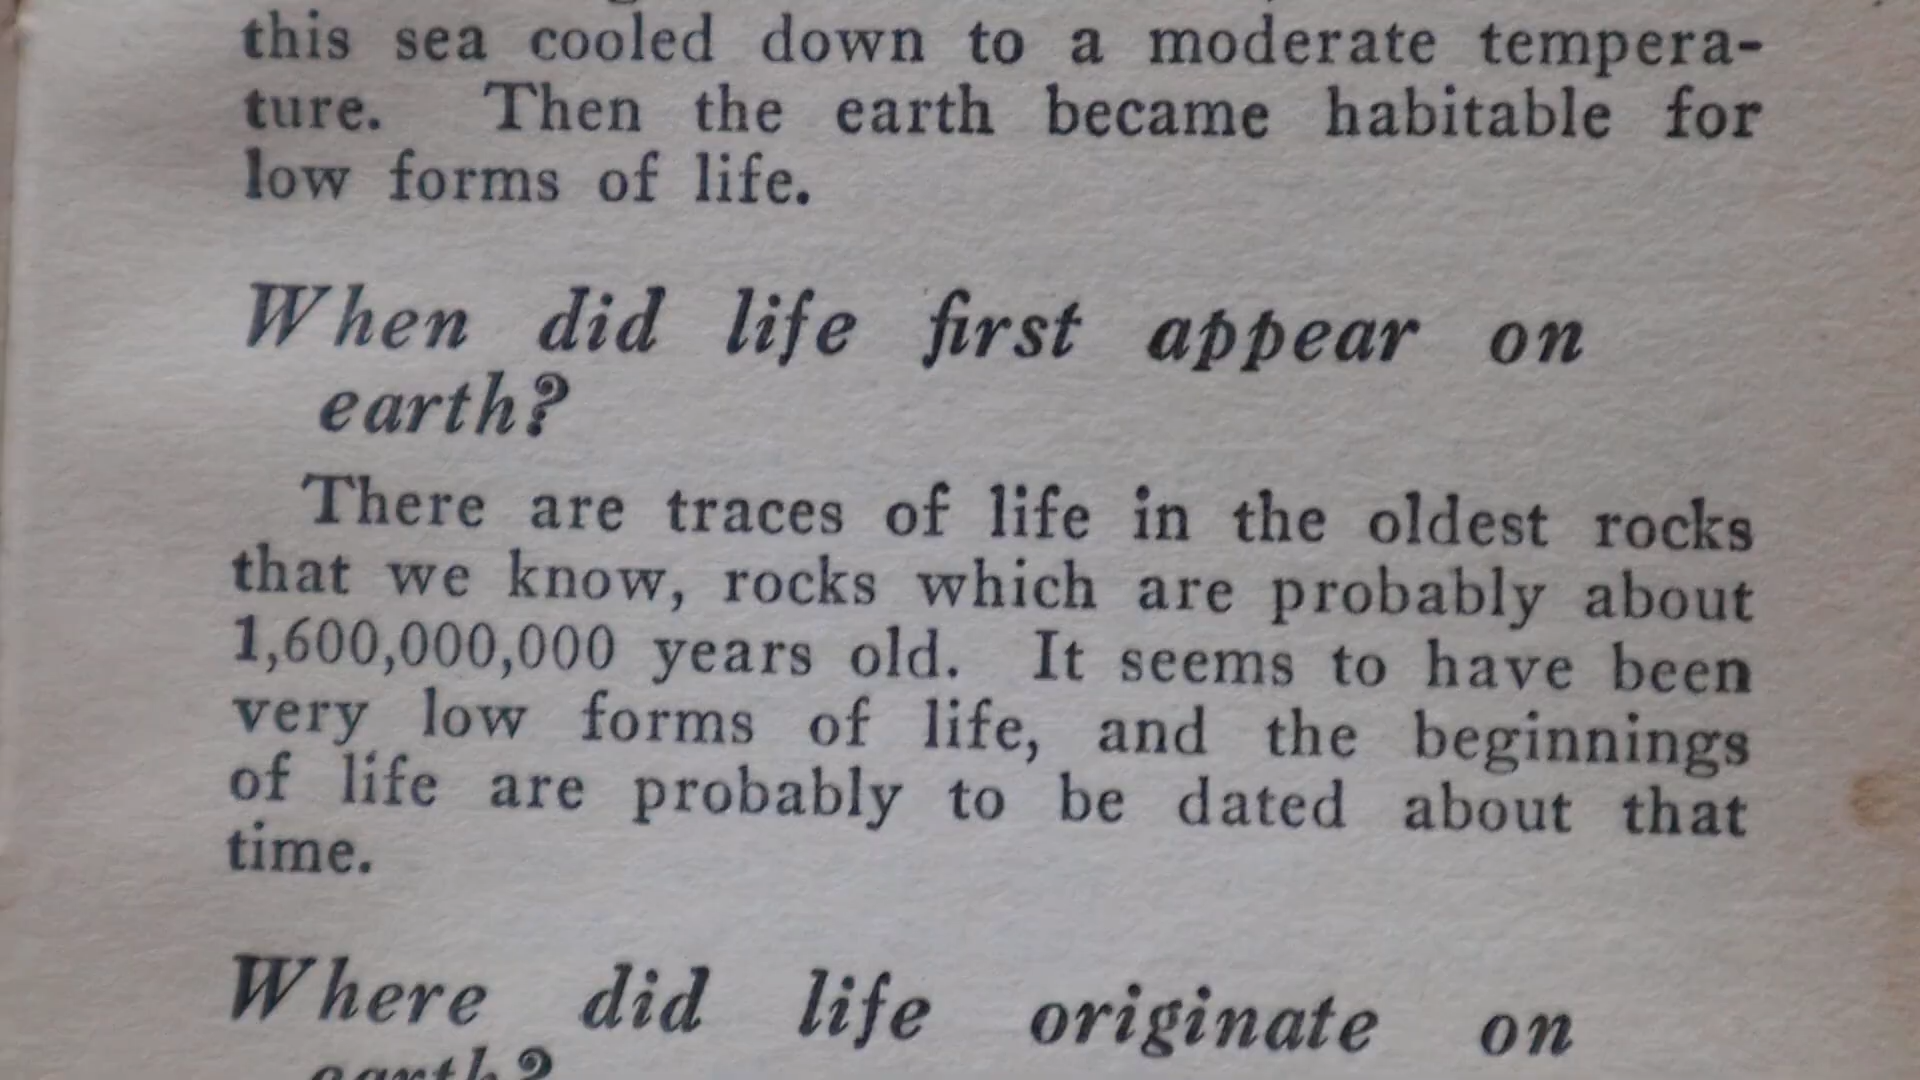 this sea cooled down to a moderate tempera-
ture. Then the earth became habitable for
low forms of life.
When did life first appear on
earth?
There are traces of life in the oldest rocks
that we know, rocks which are probably about
1,600,000,000 years old. It seems to have been
very low forms of life, and the beginnings
of life are probably to be dated about that
time.
Where did life originate on
earth?